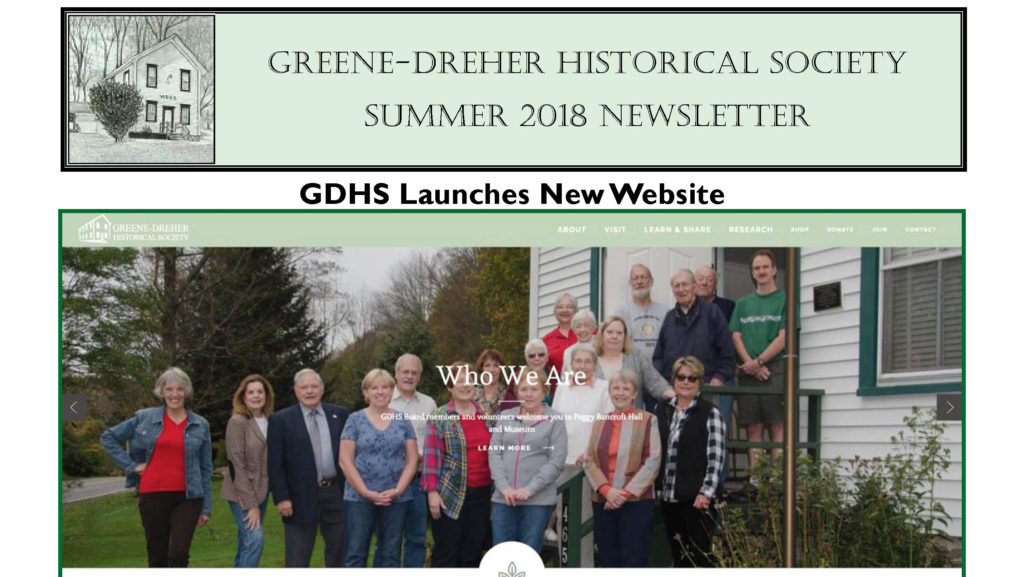 GREENE-DREHER HISTORICAL SOCIETY
SUMMER 2018 NEWSLETTER
GDHS Launches New Website
GREENE-DREHER
HISTORICAL SOCIETY
ABOUT VISIT LEARN & SHARE RESEARCH SHOP DONATE JOIN CONTACT
Who We Are
GDHS Board members and volunteers welcome you to Peggy Bancroft Hall
and Museum
LEARN MORE
465